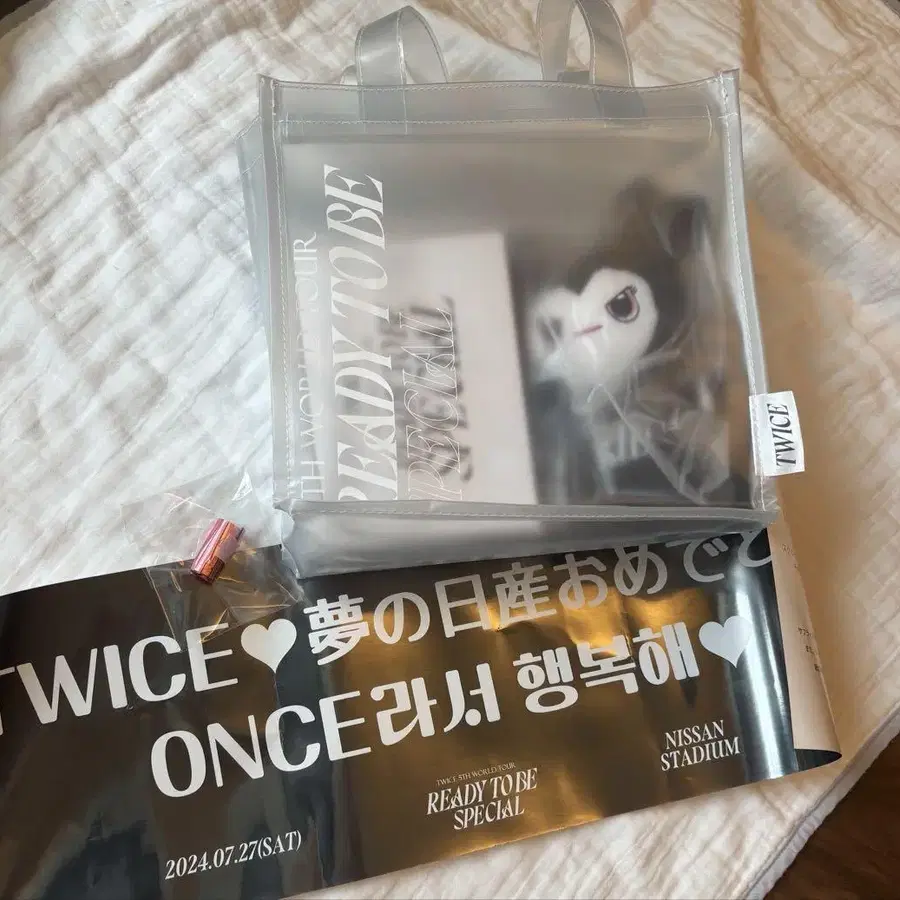 5TH WORLD TOUR
READY TO BE
SPECIAL
TWICE
TWICE♥夢の日産おめでと
ONCE라서 행복해♥
TWICE 5TH WORLD TOUR
READY TO BE
SPECIAL
NISSAN
STADIUM
2024.07.27(SAT)